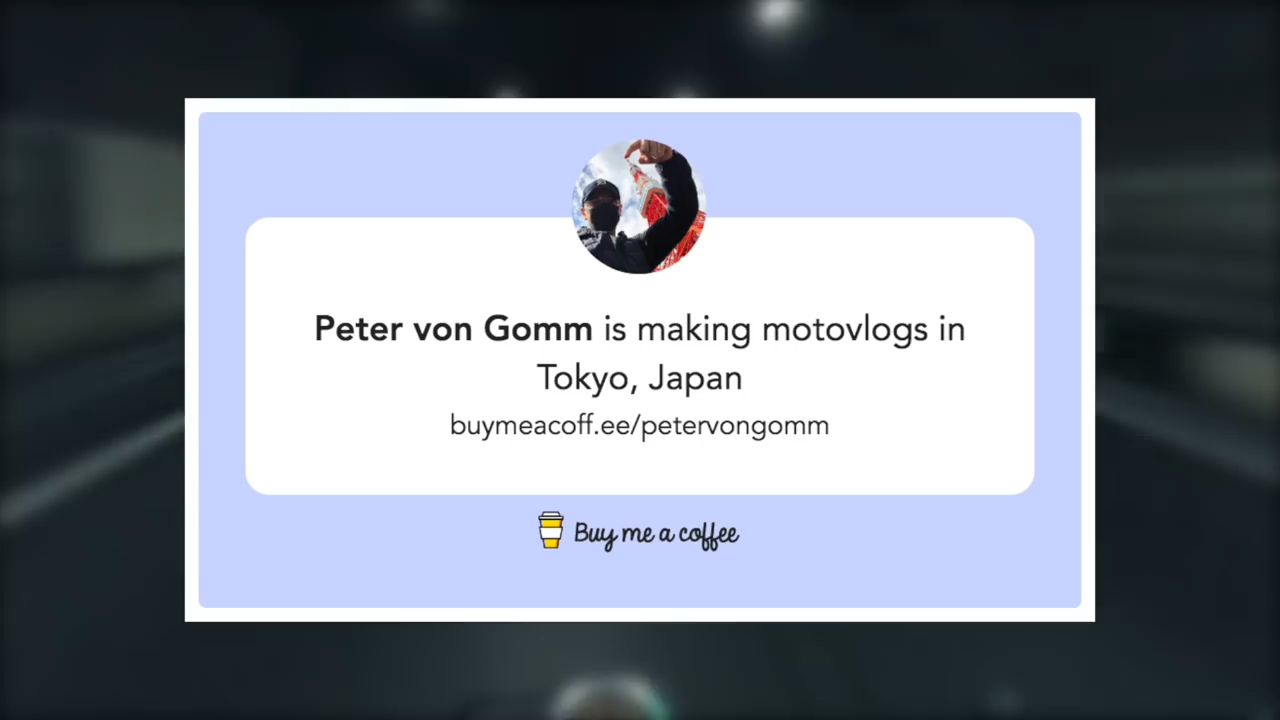 Peter von Gomm is making motovlogs in
Tokyo, Japan
buymeacoff.ee/petervongomm
Buy me a coffee